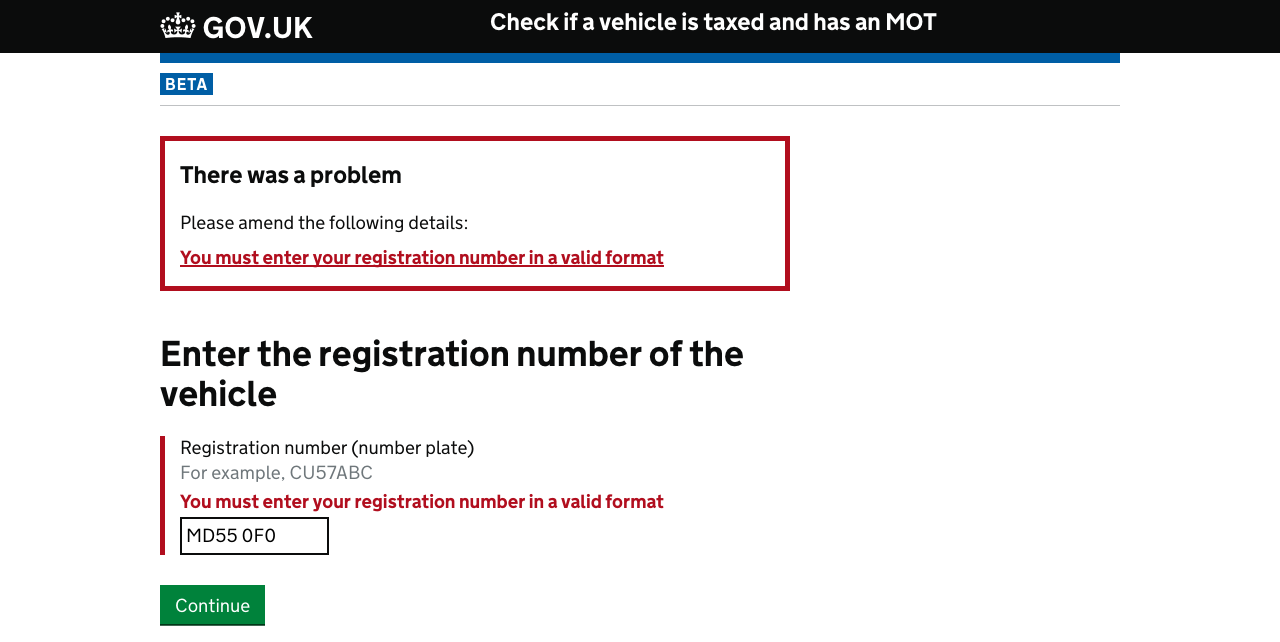 GOV.UK
Check if a vehicle is taxed and has an MOT
BETA
There was a problem
Please amend the following details:
You must enter your registration number in a valid format
Enter the registration number of the
vehicle
Registration number (number plate)
For example, CU57ABC
You must enter your registration number in a valid format
MD55 0F0
Continue